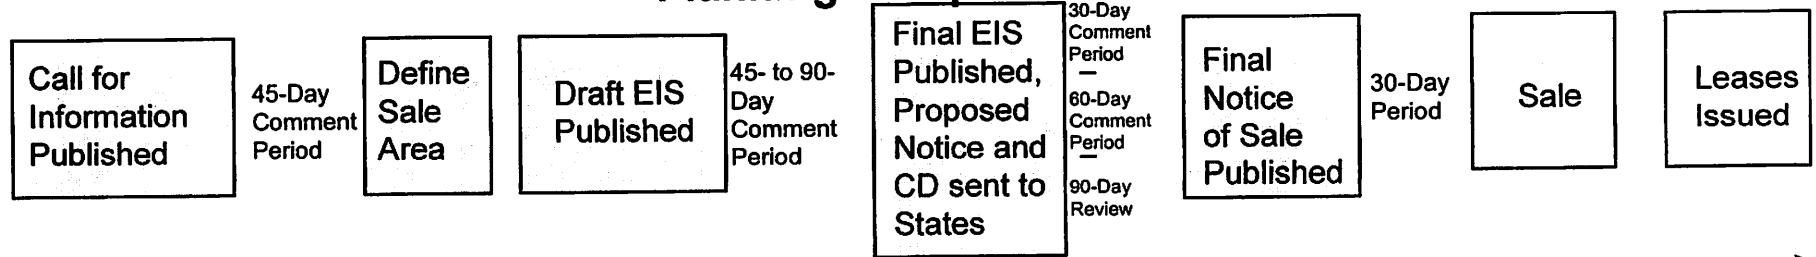 Call for
Information
Published
45-Day
Comment
Period
Define
Sale
Area
Draft EIS
Published
45- to 90-
Day
Comment
Period
Final EIS
Published,
Proposed
Notice and
CD sent to
States
30-Day
Comment
Period
—
60-Day
Comment
Period
—
90-Day
Review
Final
Notice
of Sale
Published
30-Day
Period
Sale
Leases
Issued